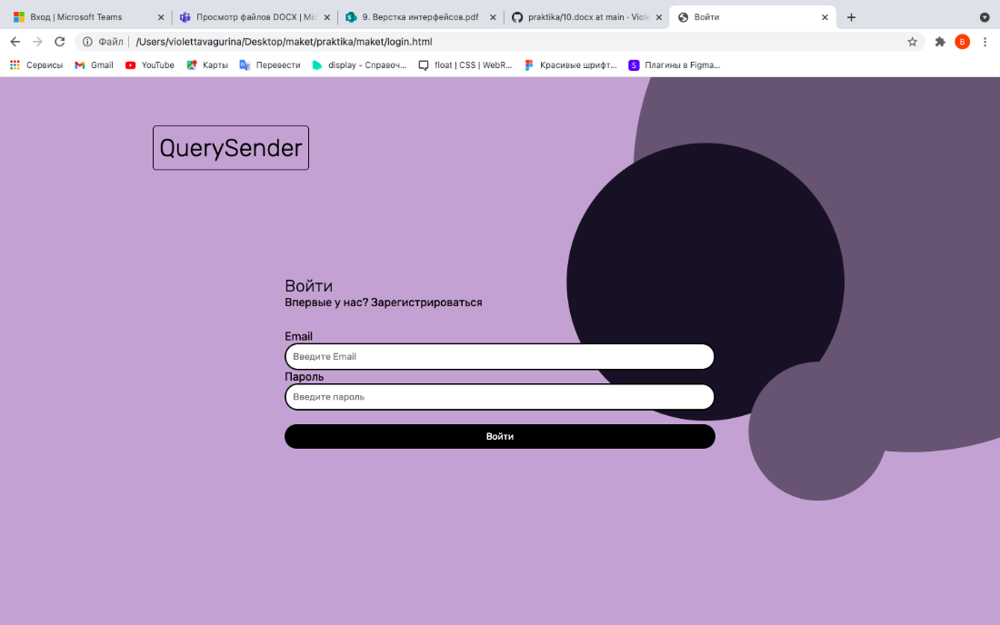 Вход | Microsoft Teams
Просмотр файлов DOCX | Mic
9. Верстка интерфейсов.pdf
praktika/10.docx at main · Viole
Войти
Файл
/Users/violettavagurina/Desktop/maket/praktika/maket/login.html
В
Сервисы
Gmail
YouTube
Карты
Перевести
display - Справоч...
float | CSS | WebR...
Красивые шрифт...
S
Плагины в Figma...
QuerySender
Войти
Впервые у нас? Зарегистрироваться
Email
Введите Email
Пароль
Введите пароль
Войти